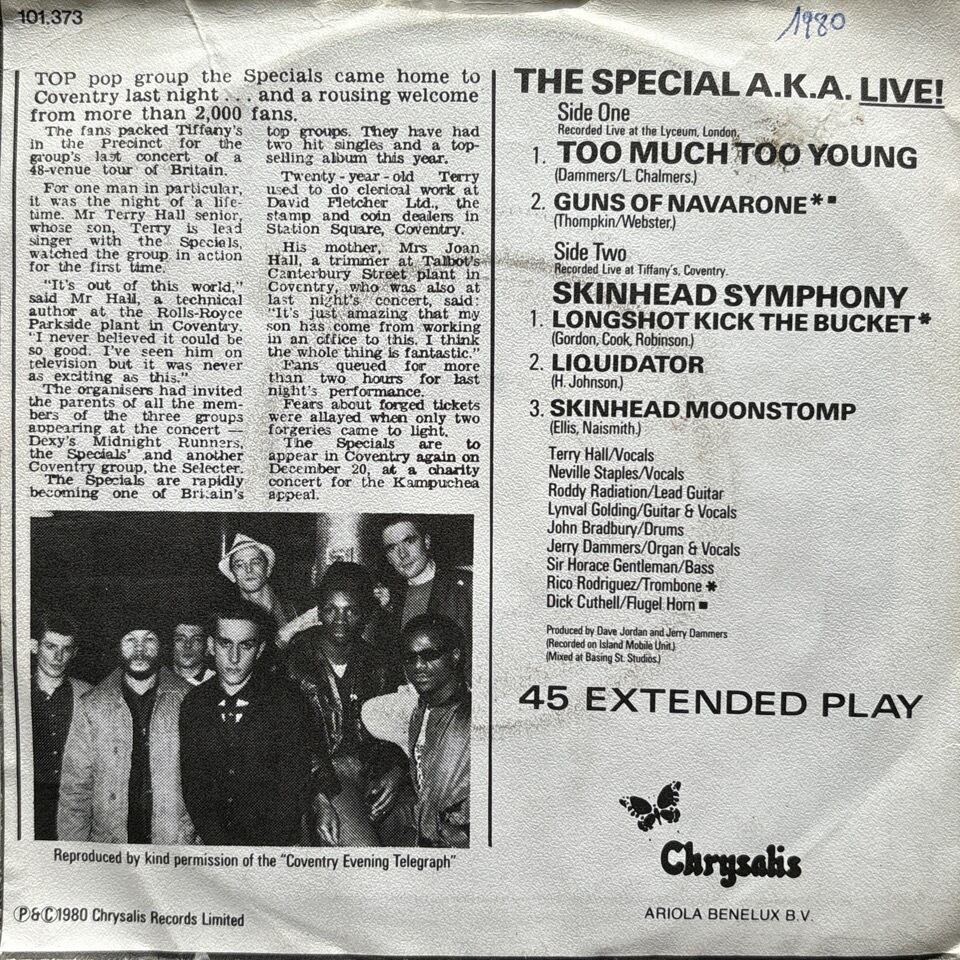 101.373
1980
TOP pop group the Specials came home to
Coventry last night . . . and a rousing welcome
from more than 2,000 fans.
The fans packed Tiffany's
in the Precinct for the
group's last concert of a
48-venue tour of Britain.
For one man in particular,
it was the night of a life-
time. Mr Terry Hall senior,
whose son, Terry is lead
singer with the Specials,
watched the group in action
for the first time.
"It's out of this world,"
said Mr Hall, a technical
author at the Rolls-Royce
Parkside plant in Coventry.
"I never believed it could be
so good. I've seen him on
television but it was never
as exciting as this."
The organisers had invited
the parents of all the mem-
bers of the three groups
appearing at the concert —
Dexy's Midnight Runners,
the Specials' and another
Coventry group, the Selecter.
The Specials are rapidly
becoming one of Britain's
top groups. They have had
two hit singles and a top-
selling album this year.
Twenty-year-old Terry
used to do clerical work at
David Fletcher Ltd., the
stamp and coin dealers in
Station Square, Coventry.
His mother, Mrs Joan
Hall, a trimmer at Talbot's
Canterbury Street plant in
Coventry, who was also at
last night's concert, said:
"It's just amazing that my
son has come from working
in an office to this. I think
the whole thing is fantastic."
Fans queued for more
than two hours for last
night's performance.
Fears about forged tickets
were allayed when only two
forgeries came to light.
The Specials are to
appear in Coventry again on
December 20, at a charity
concert for the Kampuchea
appeal.
Reproduced by kind permission of the "Coventry Evening Telegraph"
Ⓟ&Ⓒ1980 Chrysalis Records Limited
THE SPECIAL A.K.A. LIVE!
Side One
Recorded Live at the Lyceum, London.
1. TOO MUCH TOO YOUNG
(Dammers/L. Chalmers.)
2. GUNS OF NAVARONE*▪
(Thompkin/Webster.)
Side Two
Recorded Live at Tiffany's, Coventry.
SKINHEAD SYMPHONY
1. LONGSHOT KICK THE BUCKET*
(Gordon, Cook, Robinson.)
2. LIQUIDATOR
(H. Johnson.)
3. SKINHEAD MOONSTOMP
(Ellis, Naismith.)
Terry Hall/Vocals
Neville Staples/Vocals
Roddy Radiation/Lead Guitar
Lynval Golding/Guitar & Vocals
John Bradbury/Drums
Jerry Dammers/Organ & Vocals
Sir Horace Gentleman/Bass
Rico Rodriguez/Trombone *
Dick Cuthell/Flugel Horn ▪
Produced by Dave Jordan and Jerry Dammers
(Recorded on Island Mobile Unit.)
(Mixed at Basing St. Studios.)
45 EXTENDED PLAY
Chrysalis
ARIOLA BENELUX B.V.